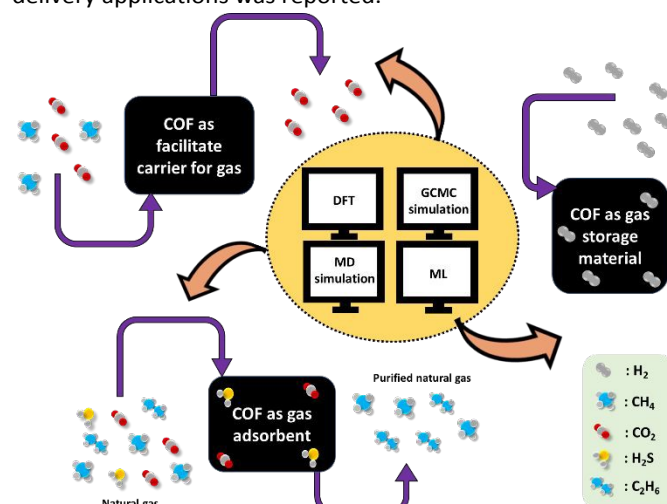 delivery applications was reported.
COF as
facilitate
carrier for gas
DFT
GCMC
simulation
MD
simulation
ML
COF as gas
storage
material
COF as gas
adsorbent
Purified natural gas
Natural gas
: H₂
: CH₄
: CO₂
: H₂S
: C₂H₆